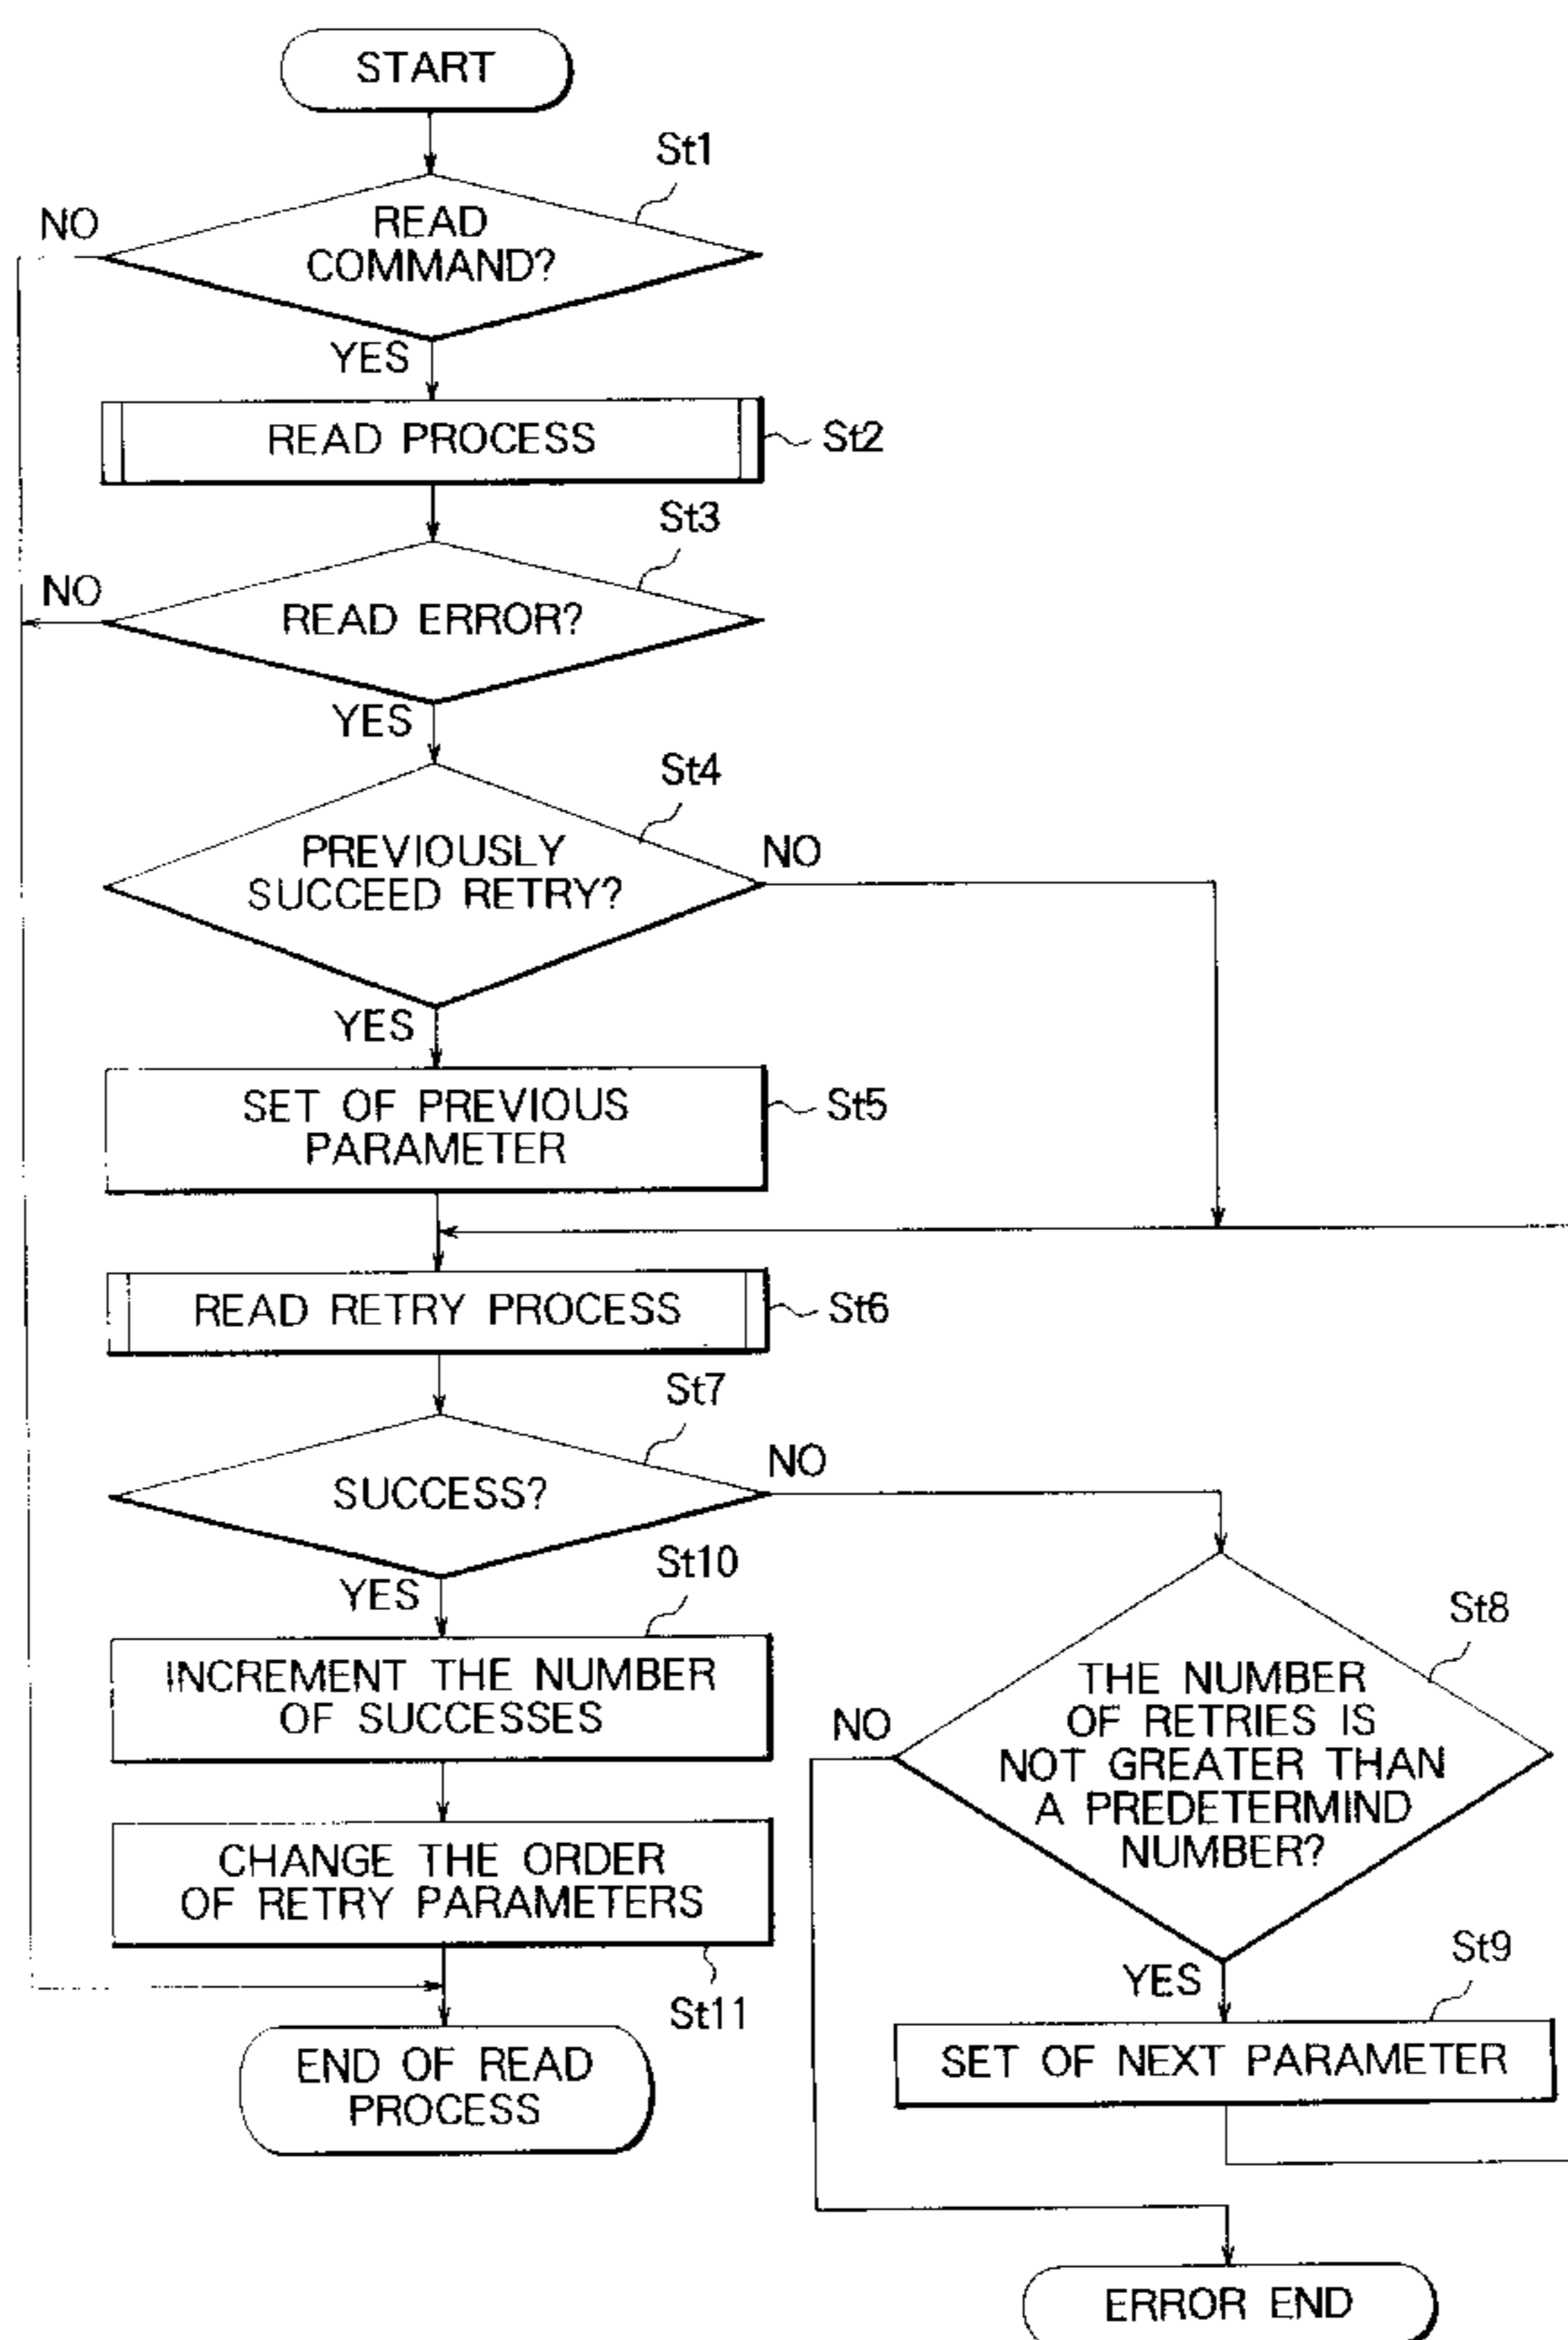 START
St1
NO
READ
COMMAND?
YES
READ PROCESS
St2
St3
NO
READ ERROR?
YES
St4
PREVIOUSLY
SUCCEED RETRY?
NO
YES
SET OF PREVIOUS
PARAMETER
St5
READ RETRY PROCESS
St6
St7
SUCCESS?
NO
YES
St10
INCREMENT THE NUMBER
OF SUCCESSES
St8
THE NUMBER
OF RETRIES IS
NOT GREATER THAN
A PREDETERMIND
NUMBER?
NO
YES
CHANGE THE ORDER
OF RETRY PARAMETERS
St11
St9
SET OF NEXT PARAMETER
END OF READ
PROCESS
ERROR END